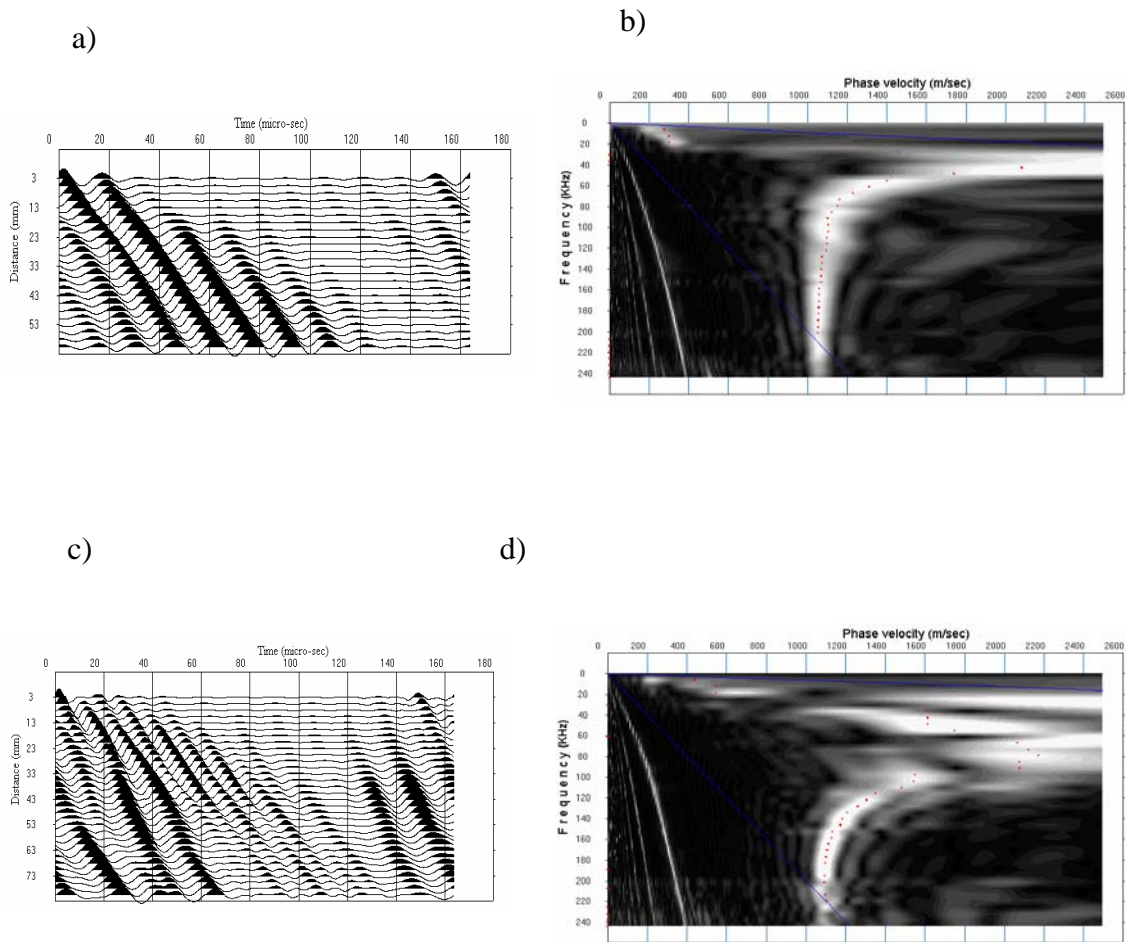 a)
b)
Time (micro-sec)
0 20 40 60 80 100 120 140 160 180
Distance (mm)
3
13
23
33
43
53
Phase velocity (m/sec)
0 200 400 600 800 1000 1200 1400 1600 1800 2000 2200 2400 2600
Frequency (KHz)
0
20
40
60
80
100
120
140
160
180
200
220
240
c)
d)
Time (micro-sec)
0 20 40 60 80 100 120 140 160 180
Distance (mm)
3
13
23
33
43
53
63
73
Phase velocity (m/sec)
0 200 400 600 800 1000 1200 1400 1600 1800 2000 2200 2400 2600
Frequency (KHz)
0
20
40
60
80
100
120
140
160
180
200
220
240